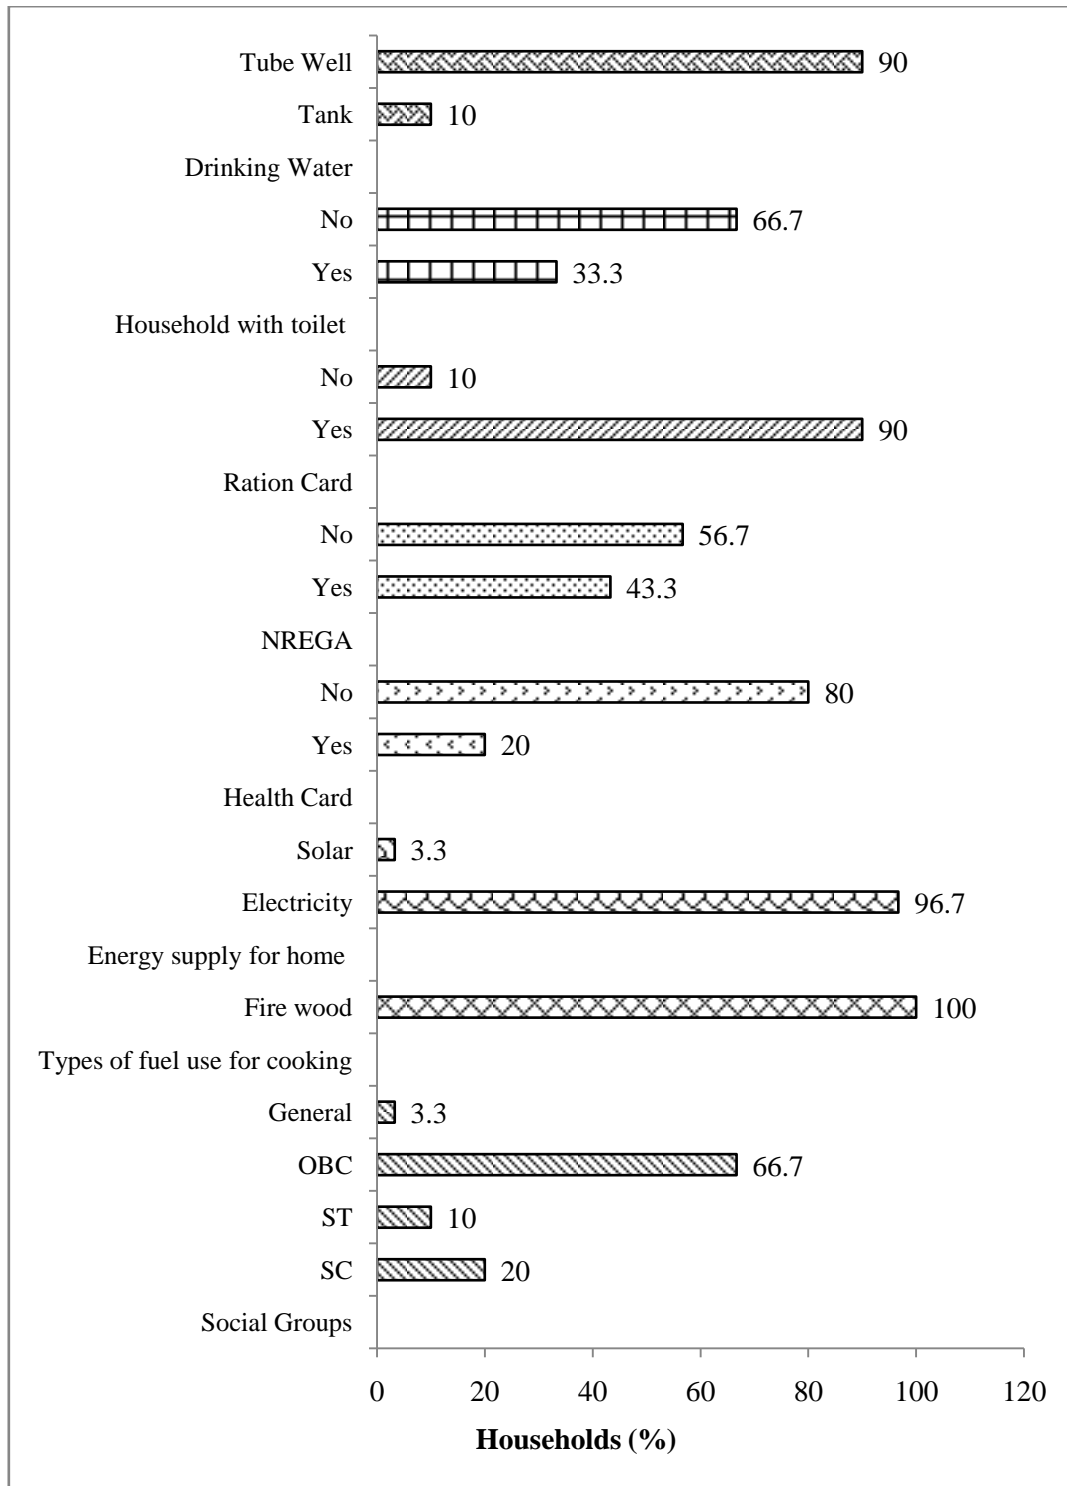 Tube Well 90
Tank 10
Drinking Water
No 66.7
Yes 33.3
Household with toilet
No 10
Yes 90
Ration Card
No 56.7
Yes 43.3
NREGA
No 80
Yes 20
Health Card
Solar 3.3
Electricity 96.7
Energy supply for home
Fire wood 100
Types of fuel use for cooking
General 3.3
OBC 66.7
ST 10
SC 20
Social Groups
0 20 40 60 80 100 120
Households (%)